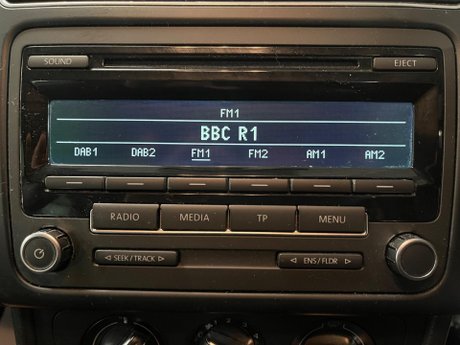 SOUND
EJECT
FM1
BBC R1
DAB1 DAB2 FM1 FM2 AM1 AM2
RADIO MEDIA TP MENU
◁ SEEK / TRACK ▷ ◁ ENS / FLDR ▷